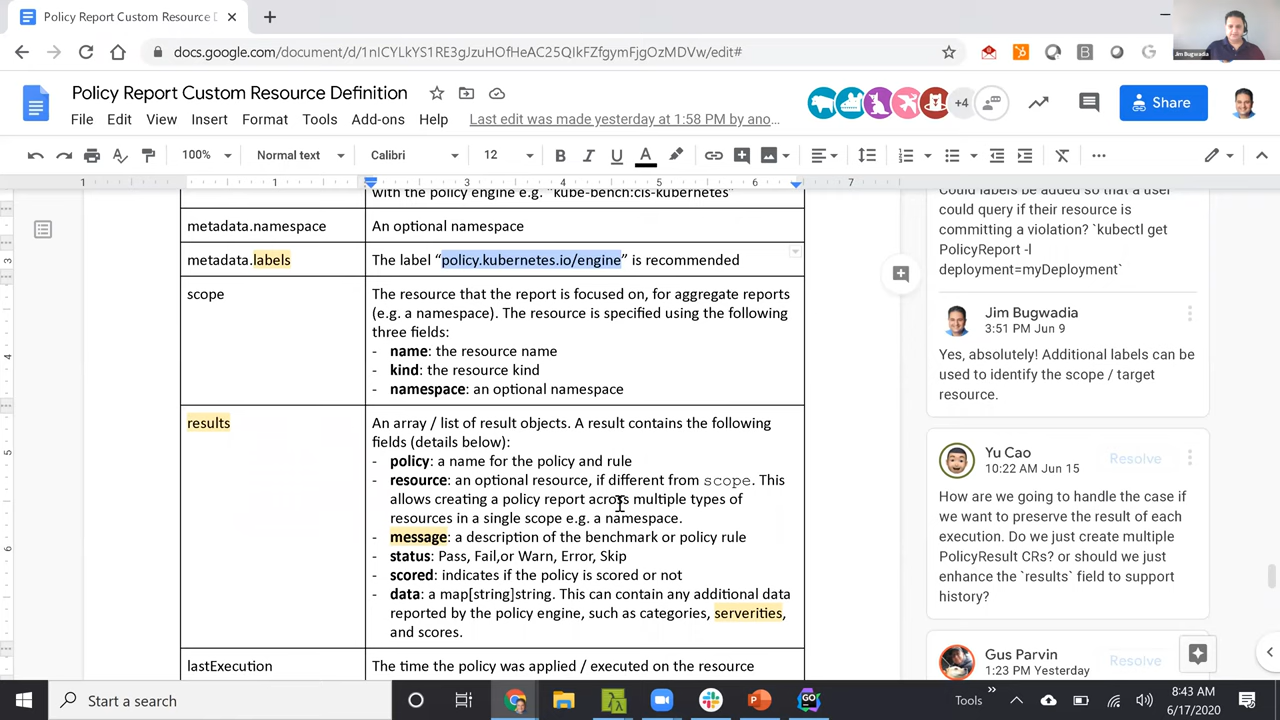 Policy Report Custom Resource D
docs.google.com/document/d/1nICYLkYS1RE3gJzuHOfHeAC25QIkFZfgymFjgOzMDVw/edit#
Jim Bugwadia
Policy Report Custom Resource Definition
+4
Share
File Edit View Insert Format Tools Add-ons Help Last edit was made yesterday at 1:58 PM by ano...
100% Normal text Calibri 12
1 1 2 3 4 5 6 7
with the policy engine e.g. "kube-bench:cis-kubernetes"
metadata.namespace An optional namespace
metadata.labels The label “policy.kubernetes.io/engine” is recommended
scope The resource that the report is focused on, for aggregate reports
(e.g. a namespace). The resource is specified using the following
three fields:
- name: the resource name
- kind: the resource kind
- namespace: an optional namespace
results An array / list of result objects. A result contains the following
fields (details below):
- policy: a name for the policy and rule
- resource: an optional resource, if different from scope. This
allows creating a policy report across multiple types of
resources in a single scope e.g. a namespace.
- message: a description of the benchmark or policy rule
- status: Pass, Fail,or Warn, Error, Skip
- scored: indicates if the policy is scored or not
- data: a map[string]string. This can contain any additional data
reported by the policy engine, such as categories, serverities,
and scores.
lastExecution The time the policy was applied / executed on the resource
Could labels be added so that a user
could query if their resource is
committing a violation? `kubectl get
PolicyReport -l
deployment=myDeployment`
Jim Bugwadia
3:51 PM Jun 9
Yes, absolutely! Additional labels can be
used to identify the scope / target
resource.
Yu Cao
10:22 AM Jun 15
Resolve
How are we going to handle the case if
we want to preserve the result of each
execution. Do we just create multiple
PolicyResult CRs? or should we just
enhance the `results` field to support
history?
Gus Parvin
1:23 PM Yesterday
Resolve
Start a search
Tools
8:43 AM
6/17/2020